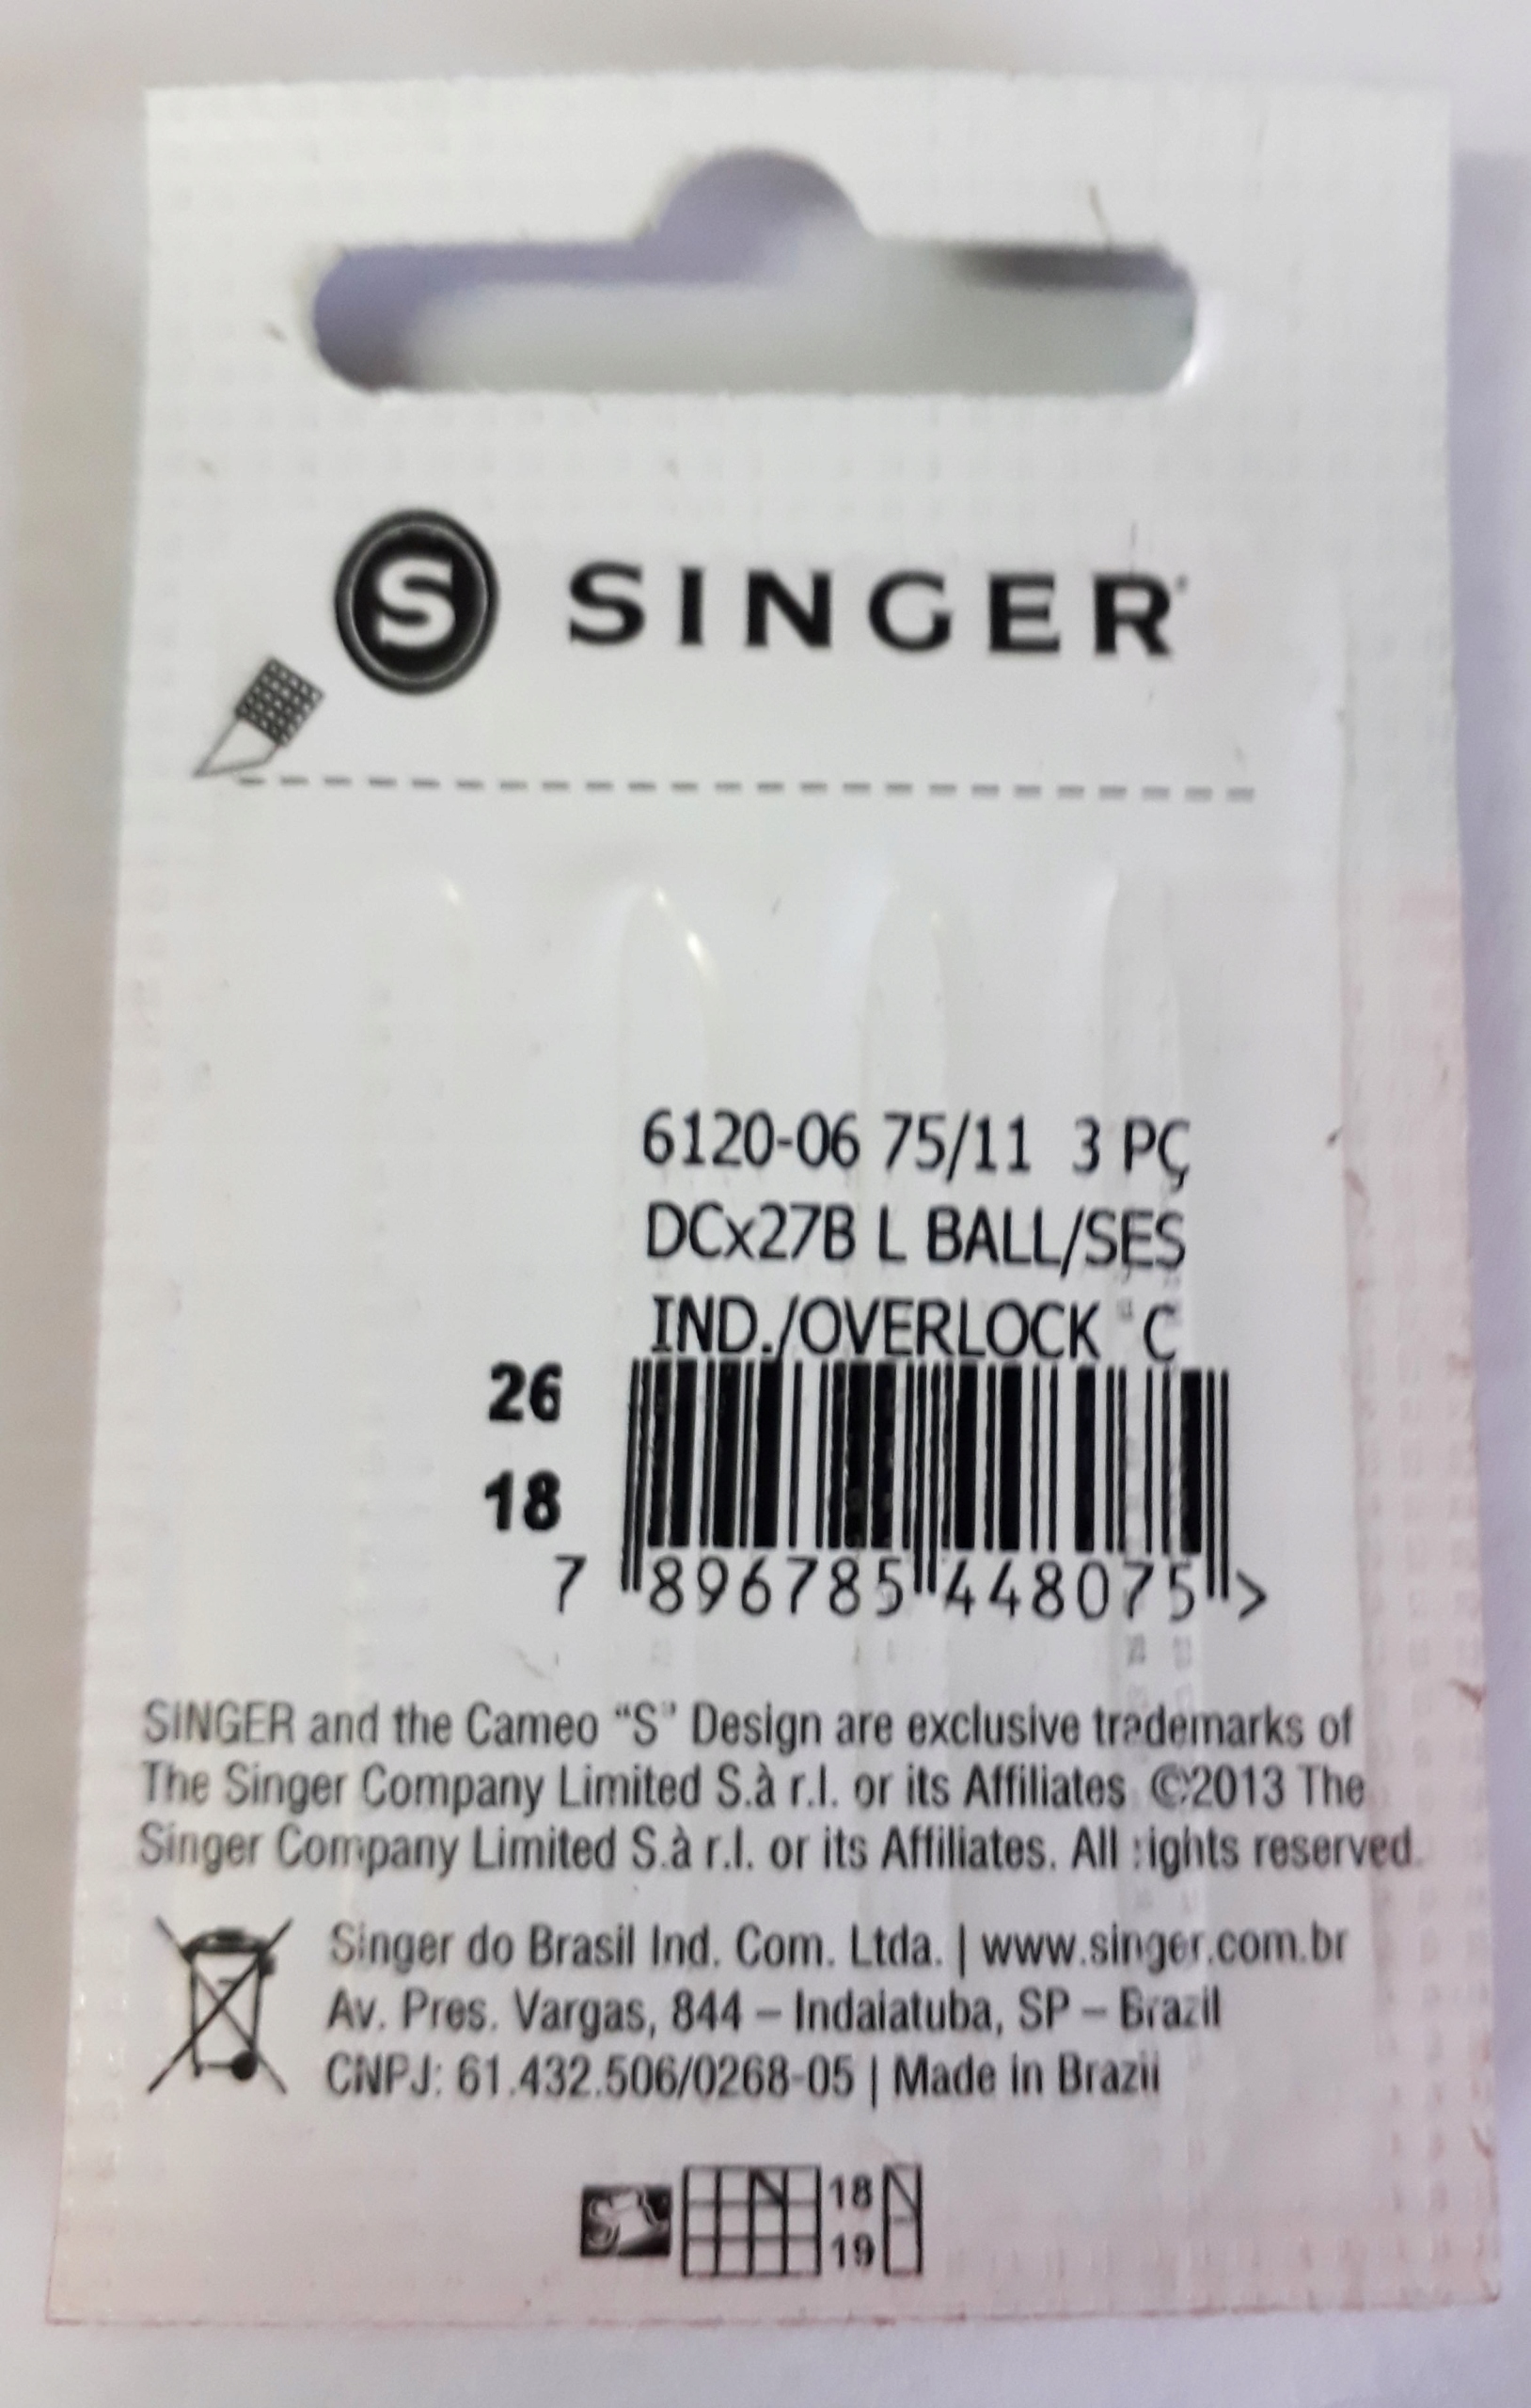 S SINGER
6120-06 75/11 3 PÇ
DCx27B L BALL/SES
IND./OVERLOCK C
26
18
7 896785 448075 >
SINGER and the Cameo “S” Design are exclusive trademarks of
The Singer Company Limited S.à r.l. or its Affiliates ©2013 The
Singer Company Limited S.à r.l. or its Affiliates. All rights reserved.
Singer do Brasil Ind. Com. Ltda. | www.singer.com.br
Av. Pres. Vargas, 844 – Indaiatuba, SP – Brazil
CNPJ: 61.432.506/0268-05 | Made in Brazil
18
19